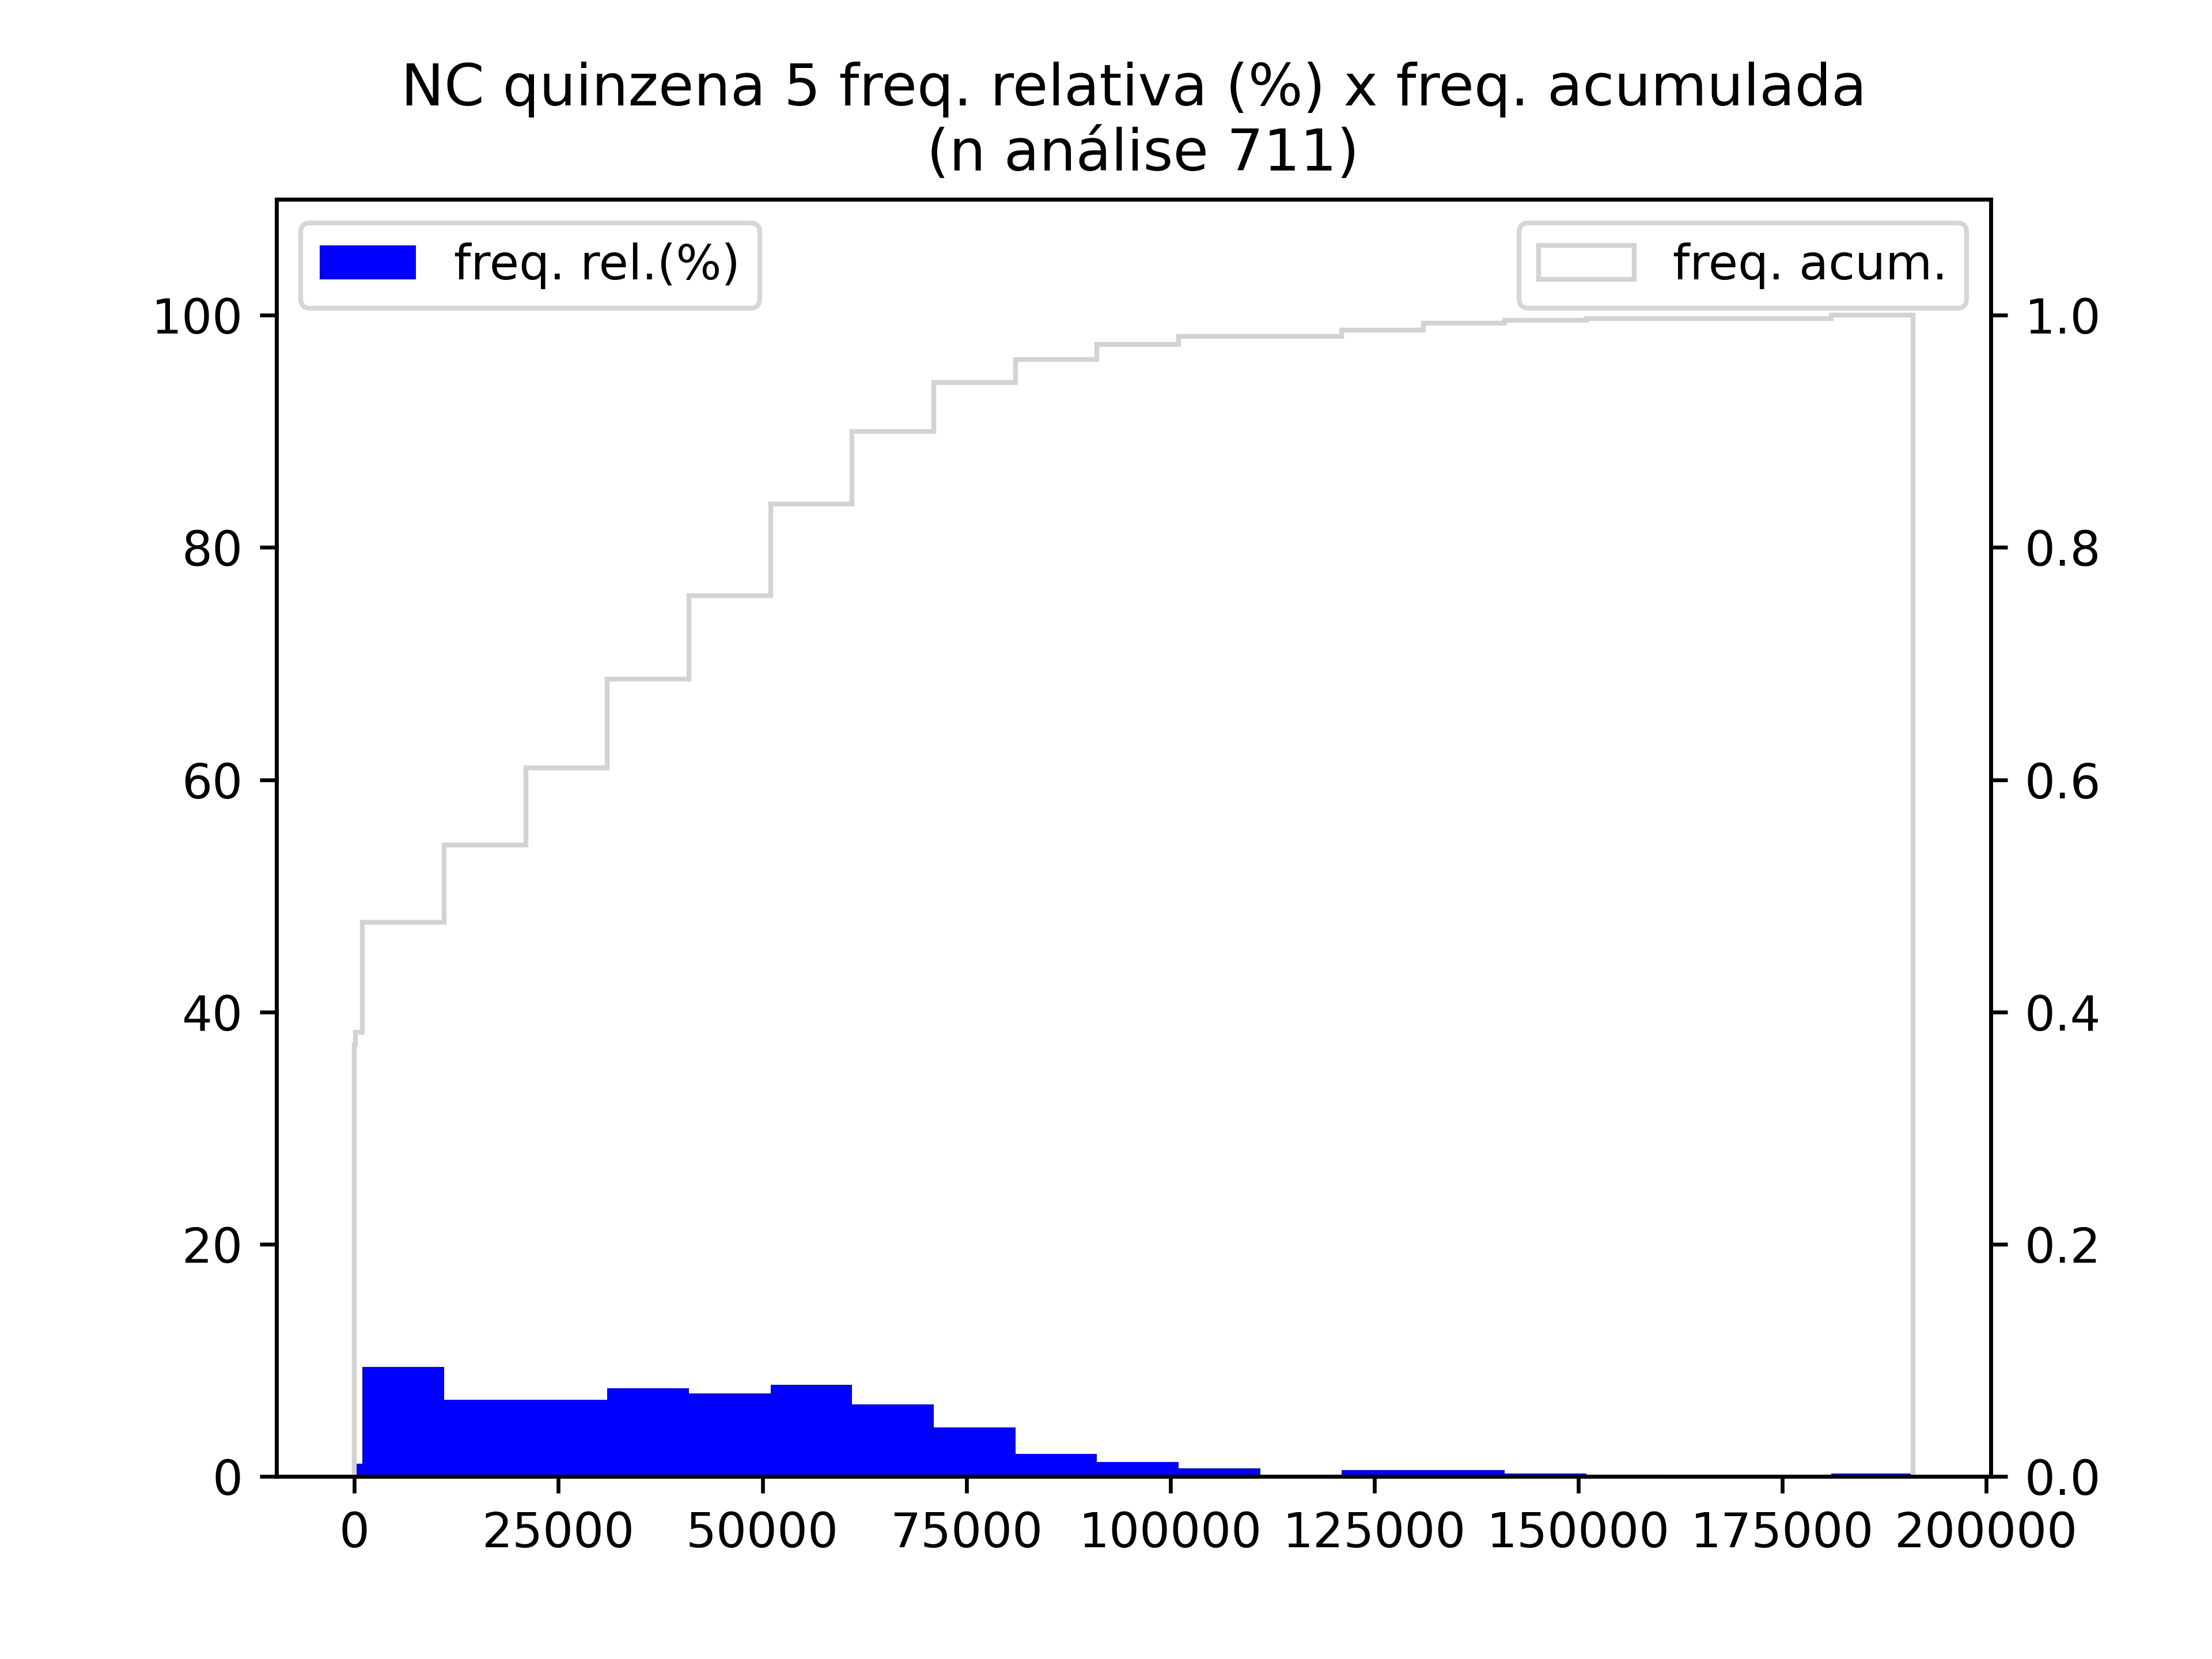 NC quinzena 5 freq. relativa (%) x freq. acumulada
(n análise 711)
freq. rel.(%)
freq. acum.
100
80
60
40
20
0
1.0
0.8
0.6
0.4
0.2
0.0
0 25000 50000 75000 100000 125000 150000 175000 200000